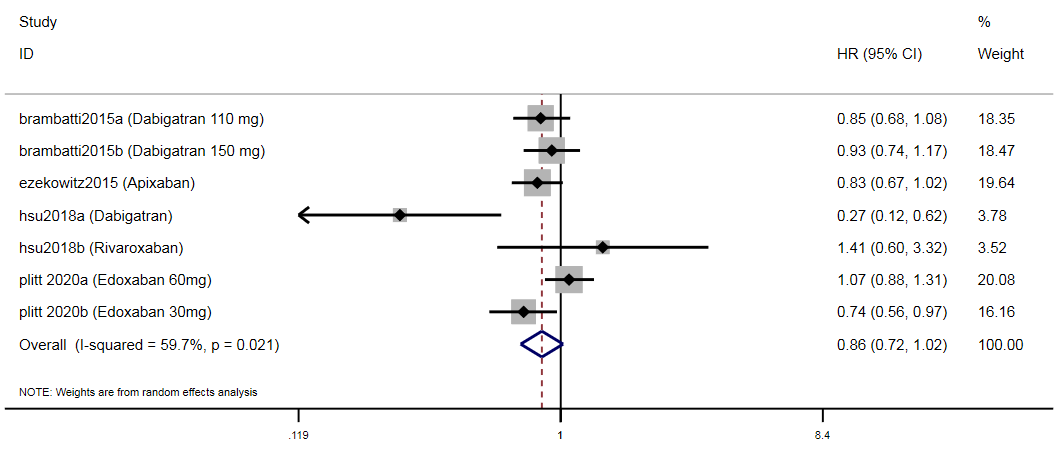 Study %
ID HR (95% CI) Weight
brambatti2015a (Dabigatran 110 mg) 0.85 (0.68, 1.08) 18.35
brambatti2015b (Dabigatran 150 mg) 0.93 (0.74, 1.17) 18.47
ezekowitz2015 (Apixaban) 0.83 (0.67, 1.02) 19.64
hsu2018a (Dabigatran) 0.27 (0.12, 0.62) 3.78
hsu2018b (Rivaroxaban) 1.41 (0.60, 3.32) 3.52
plitt 2020a (Edoxaban 60mg) 1.07 (0.88, 1.31) 20.08
plitt 2020b (Edoxaban 30mg) 0.74 (0.56, 0.97) 16.16
Overall (I-squared = 59.7%, p = 0.021) 0.86 (0.72, 1.02) 100.00
NOTE: Weights are from random effects analysis
.119 1 8.4